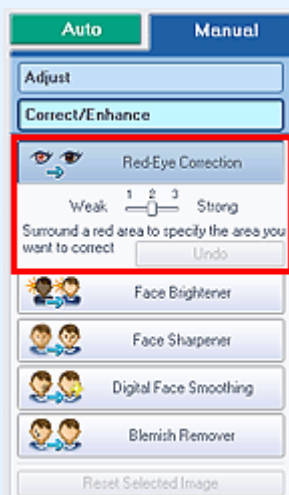 Auto Manual
Adjust
Correct/Enhance
Red-Eye Correction
1 2 3
Weak Strong
Surround a red area to specify the area you
want to correct Undo
Face Brightener
Face Sharpener
Digital Face Smoothing
Blemish Remover
Reset Selected Image